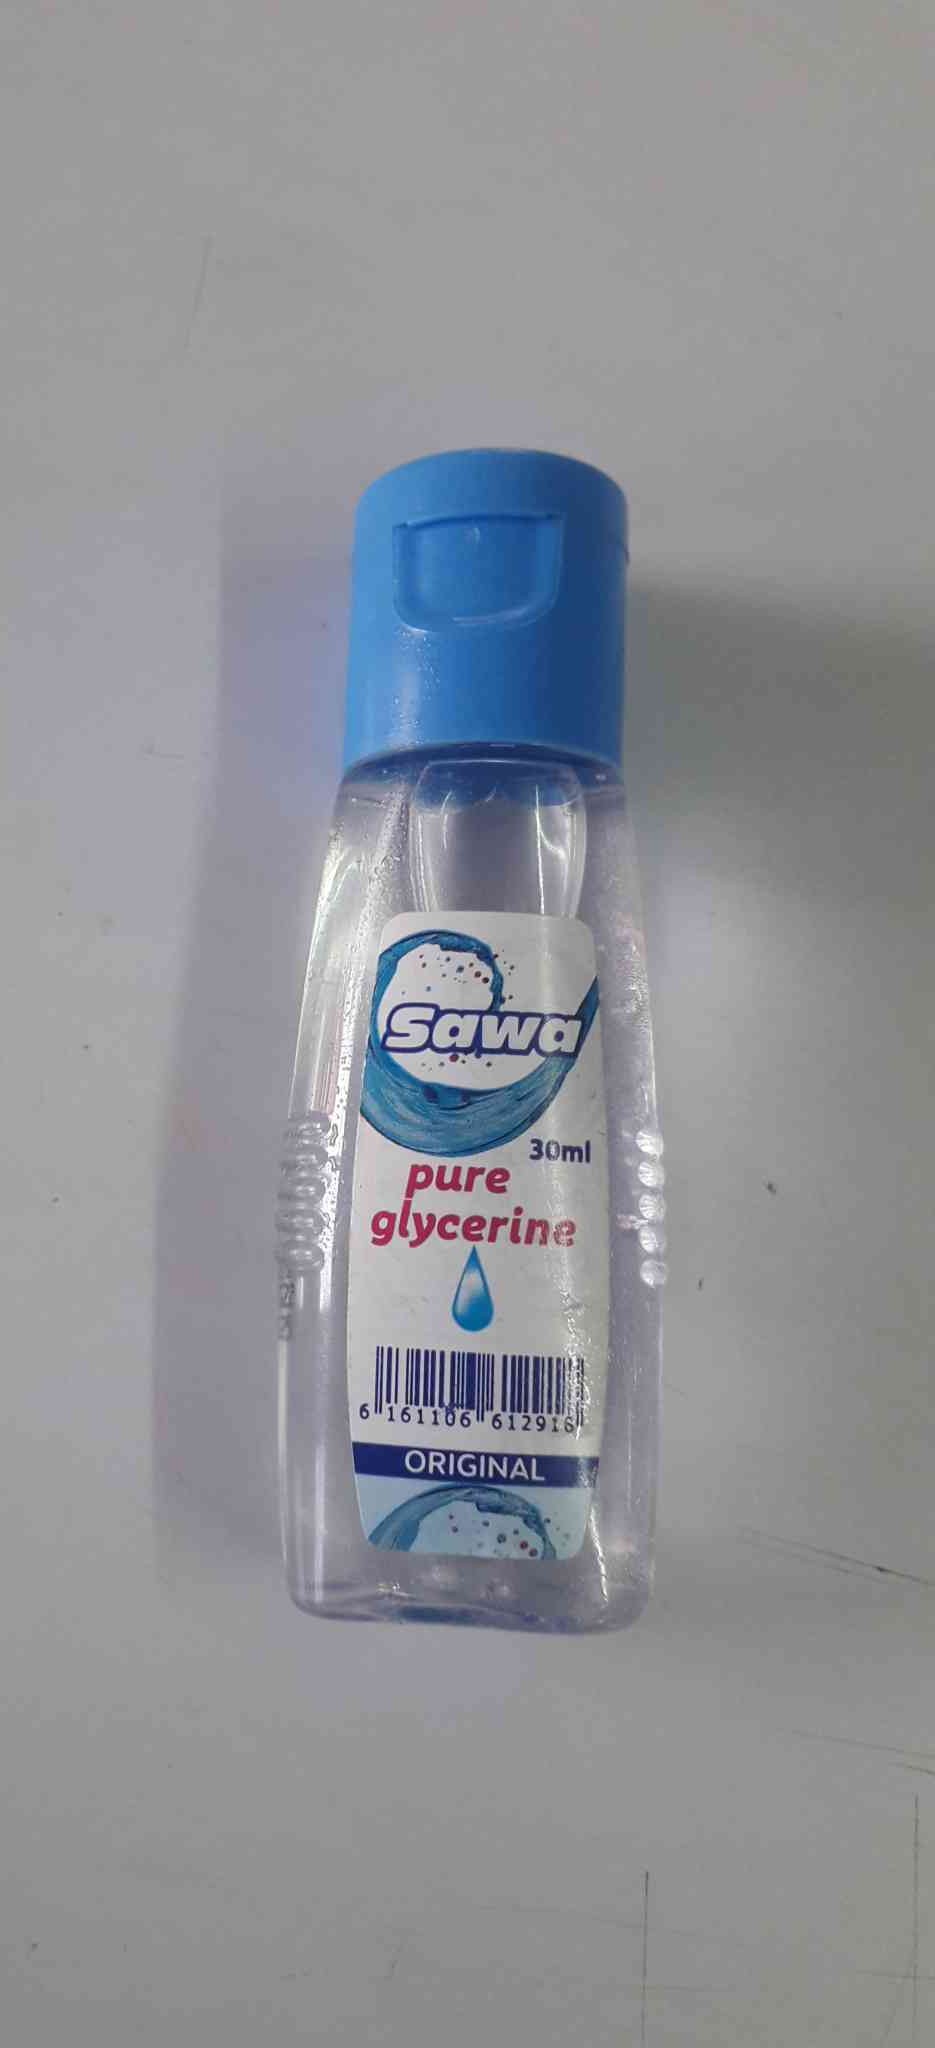 Sawa
30ml
pure
glycerine
6 161106 612916
ORIGINAL